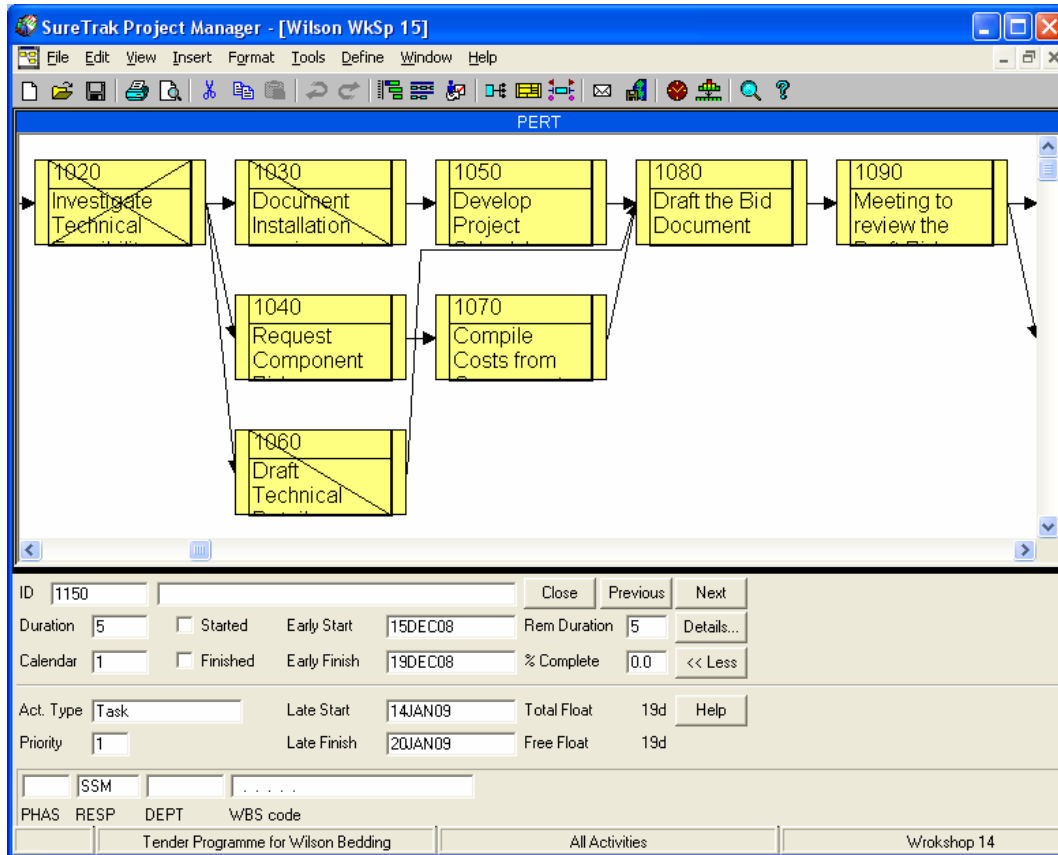 SureTrak Project Manager - [Wilson WkSp 15]
File Edit View Insert Format Tools Define Window Help
PERT
1020
Investigate
Technical
1030
Document
Installation
1050
Develop
Project
1080
Draft the Bid
Document
1090
Meeting to
review the
1040
Request
Component
1070
Compile
Costs from
1060
Draft
Technical
ID 1150 Close Previous Next
Duration 5 Started Early Start 15DEC08 Rem Duration 5 Details...
Calendar 1 Finished Early Finish 19DEC08 % Complete 0.0 << Less
Act. Type Task Late Start 14JAN09 Total Float 19d Help
Priority 1 Late Finish 20JAN09 Free Float 19d
SSM . . . . .
PHAS RESP DEPT WBS code
Tender Programme for Wilson Bedding All Activities Wrokshop 14